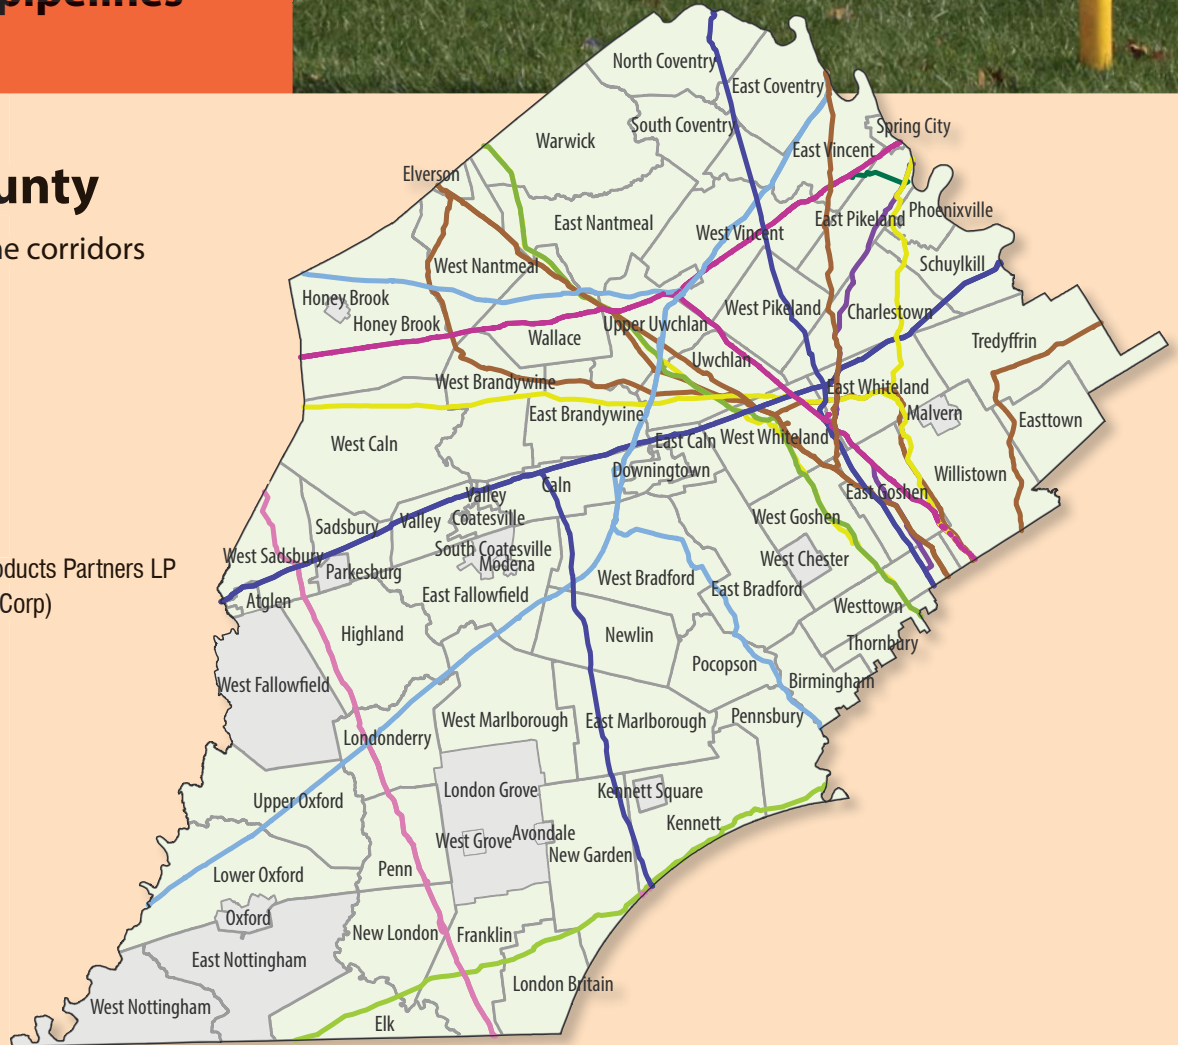 pipelines
unty
ne corridors
oducts Partners LP
Corp)
North Coventry
East Coventry
Spring City
South Coventry
Warwick
East Vincent
Elverson
Phoenixville
East Nantmeal
East Pikeland
West Vincent
Schuylkill
West Nantmeal
Honey Brook
West Pikeland
Charlestown
Honey Brook
Upper Uwchlan
Wallace
Tredyffrin
Uwchlan
West Brandywine
East Whiteland
East Brandywine
Malvern
Easttown
West Caln
East Caln
West Whiteland
Downingtown
Willistown
Caln
Valley
East Goshen
Valley
Coatesville
Sadsbury
West Goshen
South Coatesville
West Sadsbury
Modena
West Chester
Parkesburg
West Bradford
East Bradford
Atglen
East Fallowfield
Westtown
Highland
Newlin
Thornbury
Pocopson
Birmingham
West Fallowfield
West Marlborough
East Marlborough
Pennsbury
Londonderry
London Grove
Kennett Square
Upper Oxford
Kennett
West Grove
Avondale
New Garden
Penn
Lower Oxford
Oxford
New London
Franklin
East Nottingham
London Britain
West Nottingham
Elk